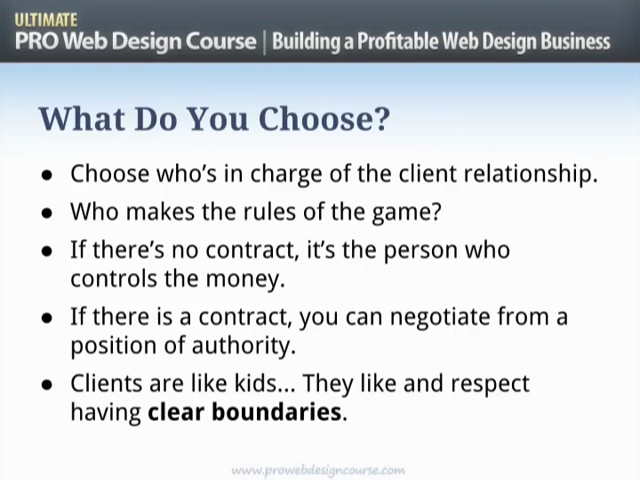 ULTIMATE
PRO Web Design Course | Building a Profitable Web Design Business
What Do You Choose?
● Choose who's in charge of the client relationship.
● Who makes the rules of the game?
● If there's no contract, it's the person who
controls the money.
● If there is a contract, you can negotiate from a
position of authority.
● Clients are like kids... They like and respect
having clear boundaries.
www.prowebdesigncourse.com